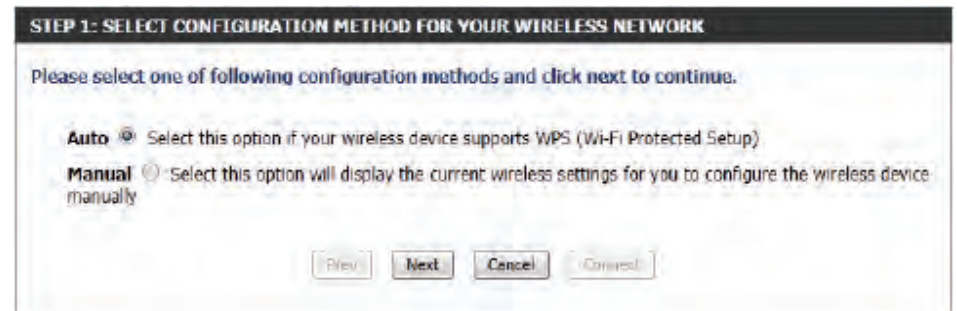 STEP 1: SELECT CONFIGURATION METHOD FOR YOUR WIRELESS NETWORK
Please select one of following configuration methods and click next to continue.
Auto Select this option if your wireless device supports WPS (Wi-Fi Protected Setup)
Manual Select this option will display the current wireless settings for you to configure the wireless device
manually
Prev Next Cancel Connect